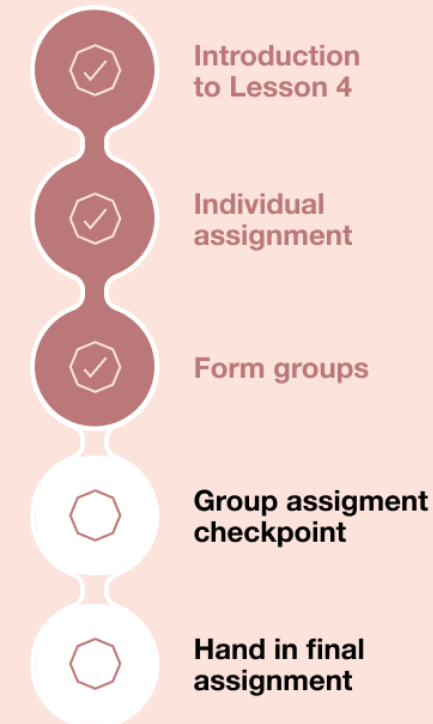 Introduction
to Lesson 4
Individual
assignment
Form groups
Group assigment
checkpoint
Hand in final
assignment